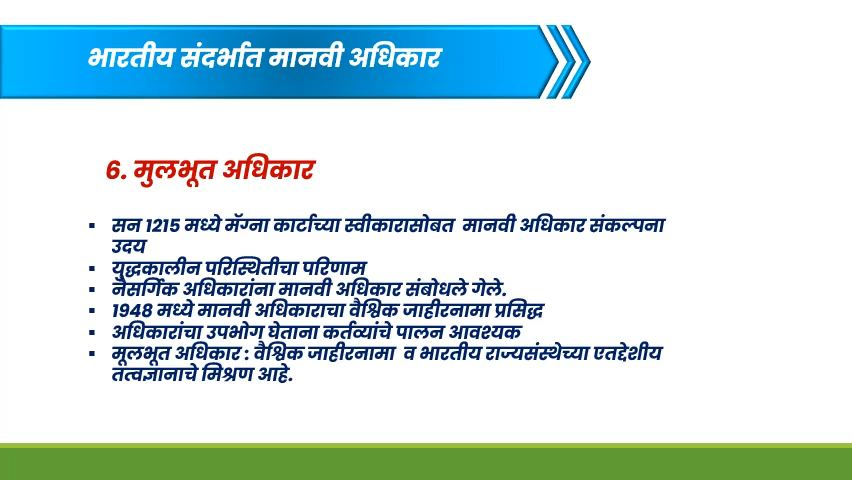 भारतीय संदर्भात मानवी अधिकार
6. मुलभूत अधिकार
▪ सन 1215 मध्ये मॅग्ना कार्टाच्या स्वीकारासोबत मानवी अधिकार संकल्पना
उदय
▪ युद्धकालीन परिस्थितीचा परिणाम
▪ नैसर्गिक अधिकारांना मानवी अधिकार संबोधले गेले.
▪ 1948 मध्ये मानवी अधिकाराचा वैश्विक जाहीरनामा प्रसिद्ध
▪ अधिकारांचा उपभोग घेताना कर्तव्यांचे पालन आवश्यक
▪ मूलभूत अधिकार : वैश्विक जाहीरनामा व भारतीय राज्यसंस्थेच्या एतद्देशीय
तत्वज्ञानाचे मिश्रण आहे.